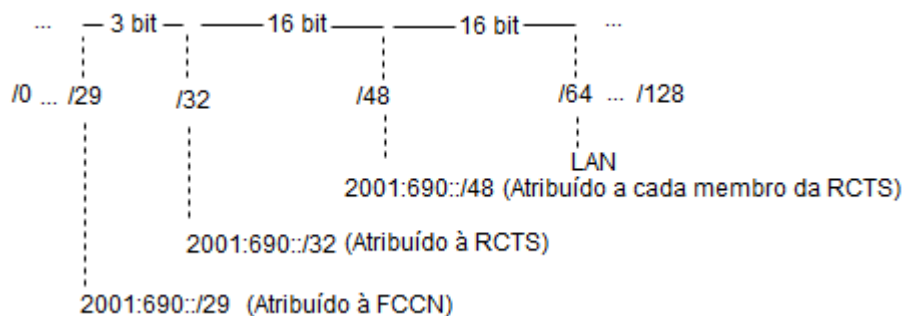 ... 3 bit 16 bit 16 bit ...
/0 ... /29 /32 /48 /64 ... /128
LAN
2001:690::/48 (Atribuído a cada membro da RCTS)
2001:690::/32 (Atribuído à RCTS)
2001:690::/29 (Atribuído à FCCN)